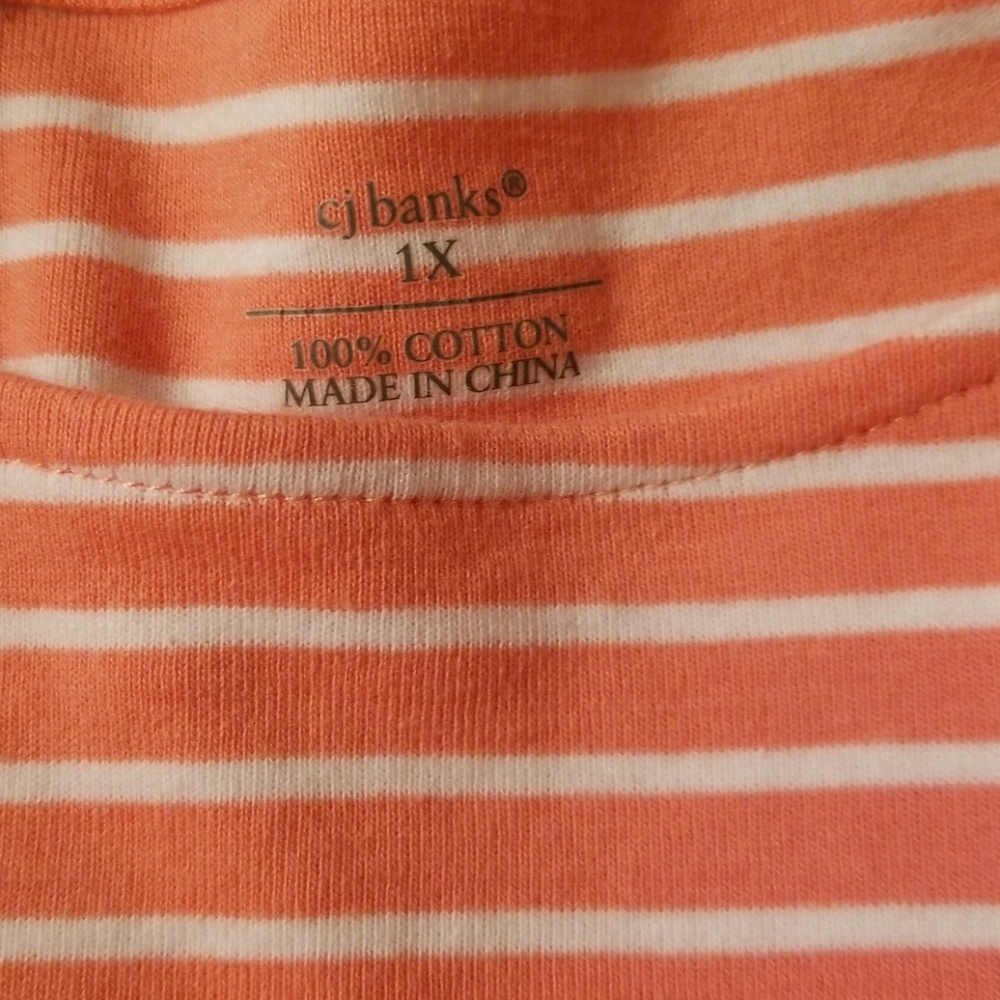 cj banks®
1X
100% COTTON
MADE IN CHINA